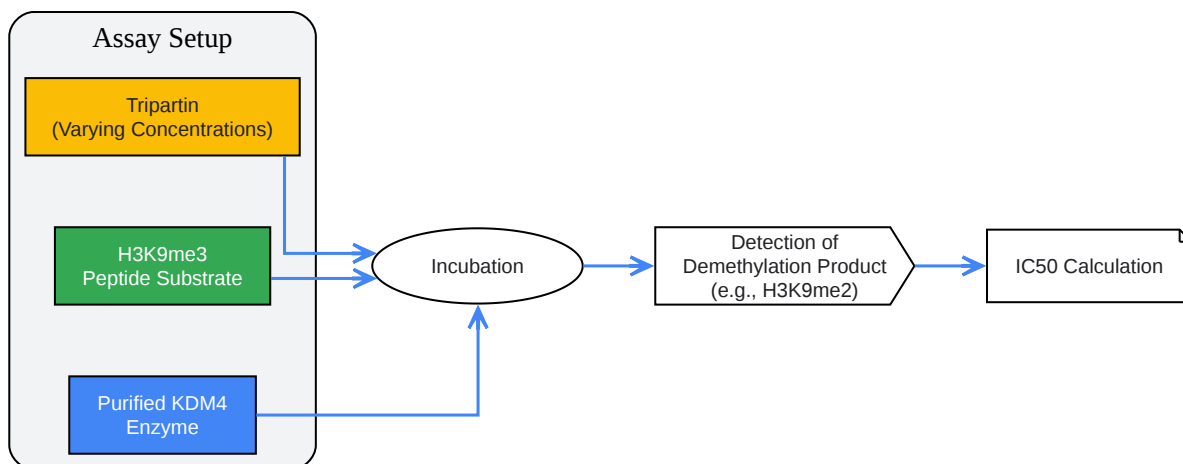 Assay Setup
Tripartin
(Varying Concentrations)
H3K9me3
Peptide Substrate
Purified KDM4
Enzyme
Incubation
Detection of
Demethylation Product
(e.g., H3K9me2)
IC50 Calculation